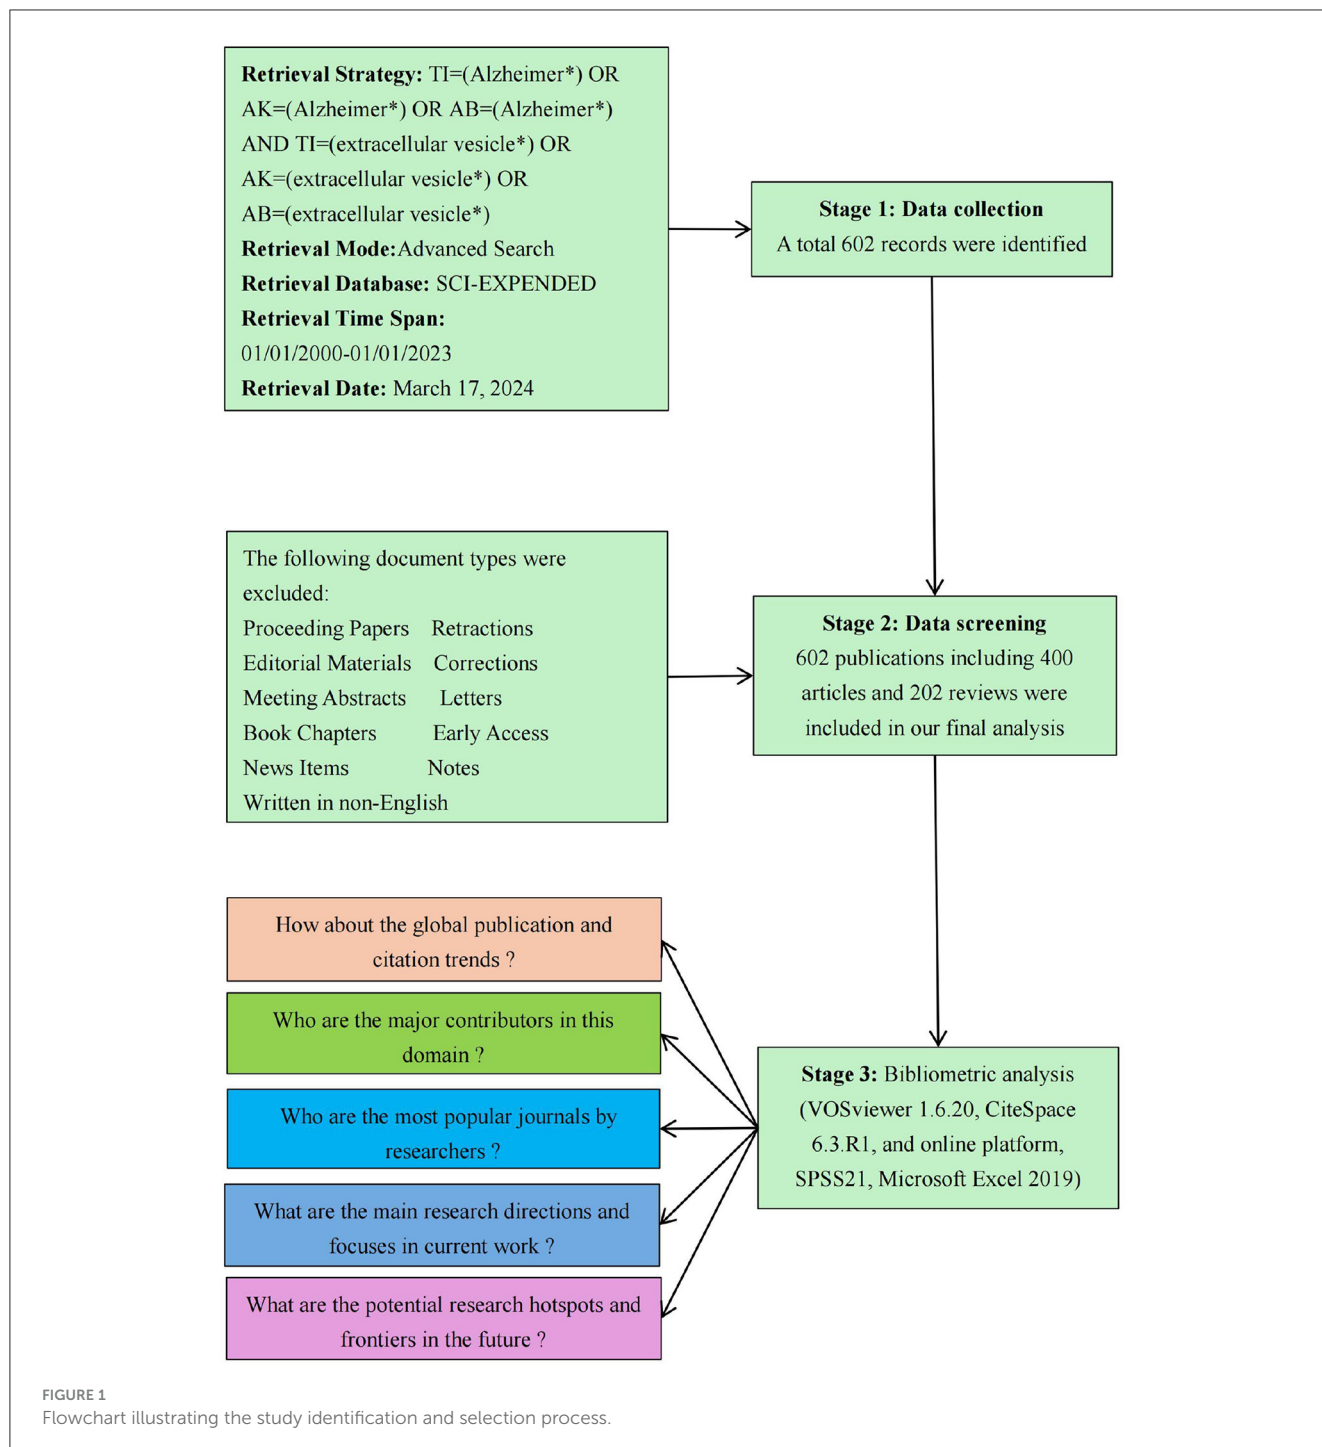 Retrieval Strategy: TI=(Alzheimer*) OR
AK=(Alzheimer*) OR AB=(Alzheimer*)
AND TI=(extracellular vesicle*) OR
AK=(extracellular vesicle*) OR
AB=(extracellular vesicle*)
Retrieval Mode:Advanced Search
Retrieval Database: SCI-EXPENDED
Retrieval Time Span:
01/01/2000-01/01/2023
Retrieval Date: March 17, 2024
Stage 1: Data collection
A total 602 records were identified
The following document types were
excluded:
Proceeding Papers Retractions
Editorial Materials Corrections
Meeting Abstracts Letters
Book Chapters Early Access
News Items Notes
Written in non-English
Stage 2: Data screening
602 publications including 400
articles and 202 reviews were
included in our final analysis
How about the global publication and
citation trends ?
Who are the major contributors in this
domain ?
Who are the most popular journals by
researchers ?
What are the main research directions and
focuses in current work ?
What are the potential research hotspots and
frontiers in the future ?
Stage 3: Bibliometric analysis
(VOSviewer 1.6.20, CiteSpace
6.3.R1, and online platform,
SPSS21, Microsoft Excel 2019)
FIGURE 1
Flowchart illustrating the study identification and selection process.